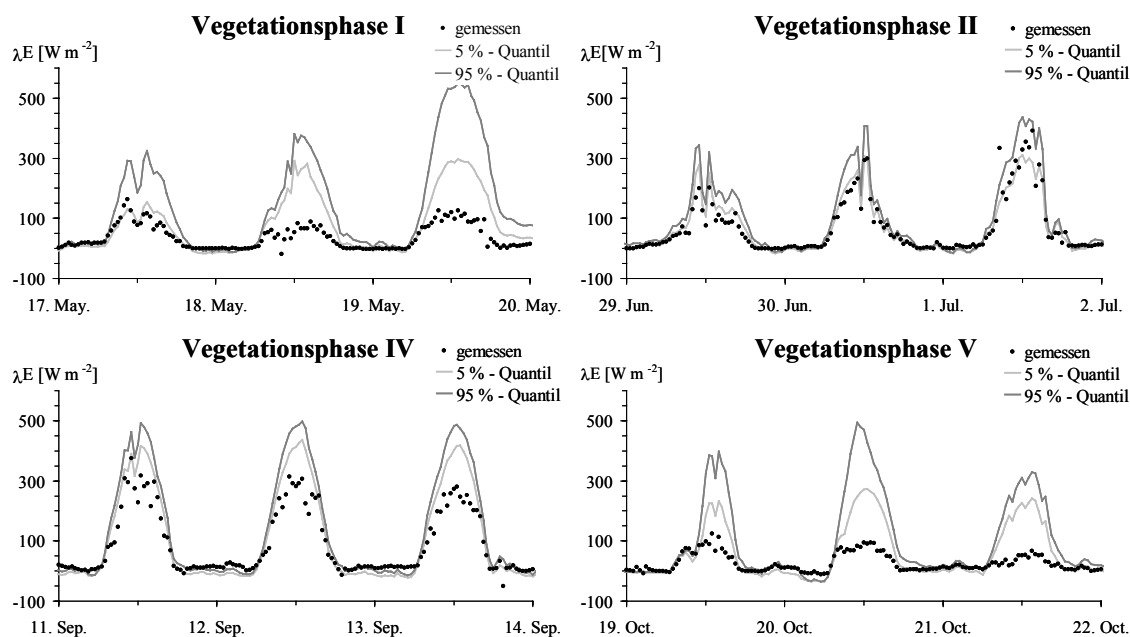 Vegetationsphase I
gemessen
5 % - Quantil
95 % - Quantil
λE [W m⁻²]
500
300
100
-100
17. May. 18. May. 19. May. 20. May
Vegetationsphase II
gemessen
5 % - Quantil
95 % - Quantil
λE[W m⁻²]
500
300
100
-100
29. Jun. 30. Jun. 1. Jul. 2. Jul
Vegetationsphase IV
gemessen
5 % - Quantil
95 % - Quantil
λE [W m⁻²]
500
300
100
-100
11. Sep. 12. Sep. 13. Sep. 14. Sep.
Vegetationsphase V
gemessen
5 % - Quantil
95 % - Quantil
λE [W m⁻²]
500
300
100
-100
19. Oct. 20. Oct. 21. Oct. 22. Oct.